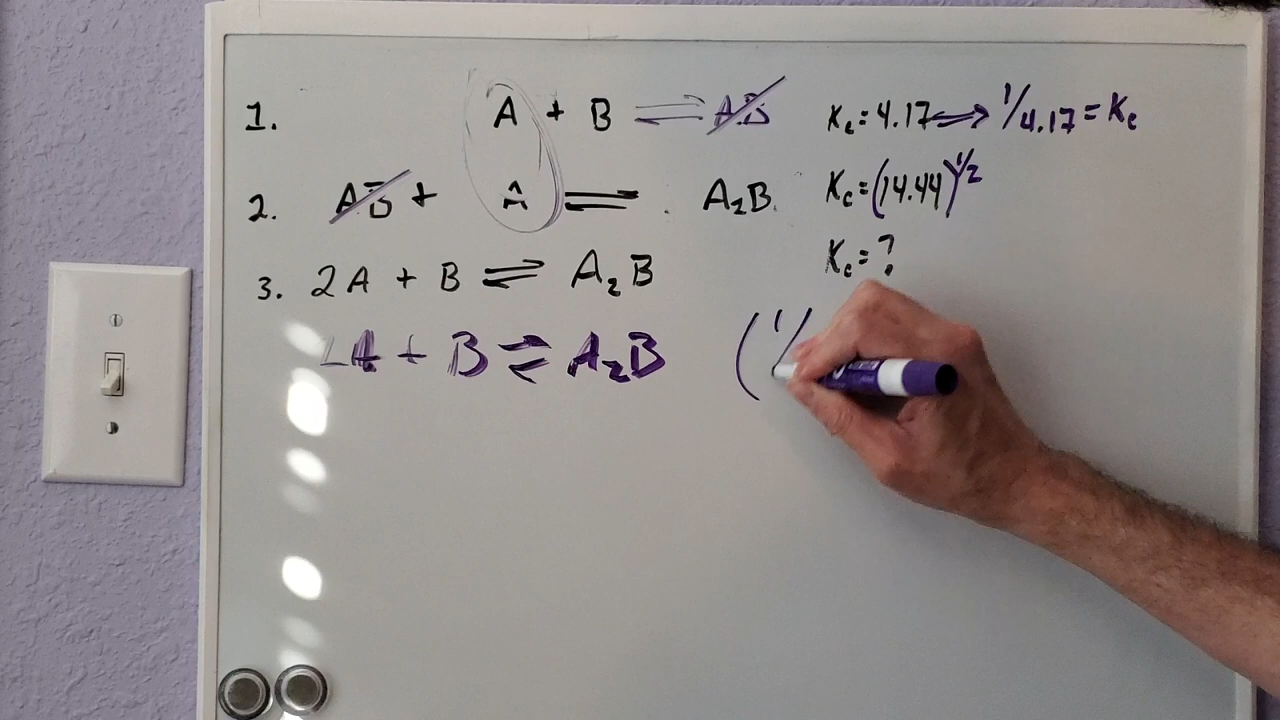 1. A + B ⇌ AB Kc = 4.17 ⟷ 1/4.17 = Kc
2. AB + A ⇌ A₂B Kc = (14.44)^1/2
3. 2A + B ⇌ A₂B Kc = ?
A + B ⇌ A₂B (1/